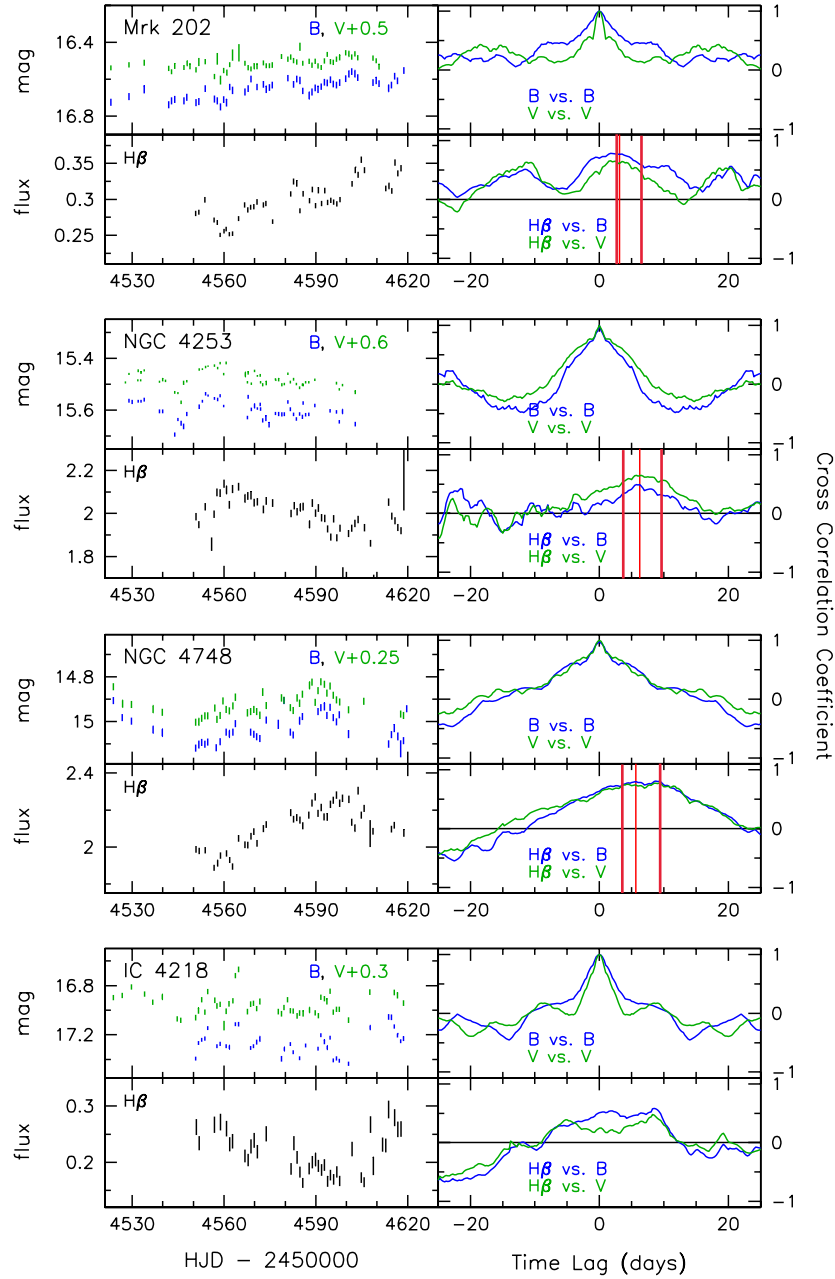 Mrk 202
B, V+0.5
mag
16.4
16.8
B vs. B
V vs. V
1
0
−1
Hβ
flux
0.35
0.3
0.25
Hβ vs. B
Hβ vs. V
1
0
−1
4530 4560 4590 4620
−20 0 20
NGC 4253
B, V+0.6
mag
15.4
15.6
B vs. B
V vs. V
1
0
−1
Hβ
flux
2.2
2
1.8
Hβ vs. B
Hβ vs. V
1
0
−1
4530 4560 4590 4620
−20 0 20
Cross Correlation Coefficient
NGC 4748
B, V+0.25
mag
14.8
15
B vs. B
V vs. V
1
0
−1
Hβ
flux
2.4
2
Hβ vs. B
Hβ vs. V
1
0
−1
4530 4560 4590 4620
−20 0 20
IC 4218
B, V+0.3
mag
16.8
17.2
B vs. B
V vs. V
1
0
−1
Hβ
flux
0.3
0.2
Hβ vs. B
Hβ vs. V
1
0
−1
4530 4560 4590 4620
−20 0 20
HJD − 2450000
Time Lag (days)